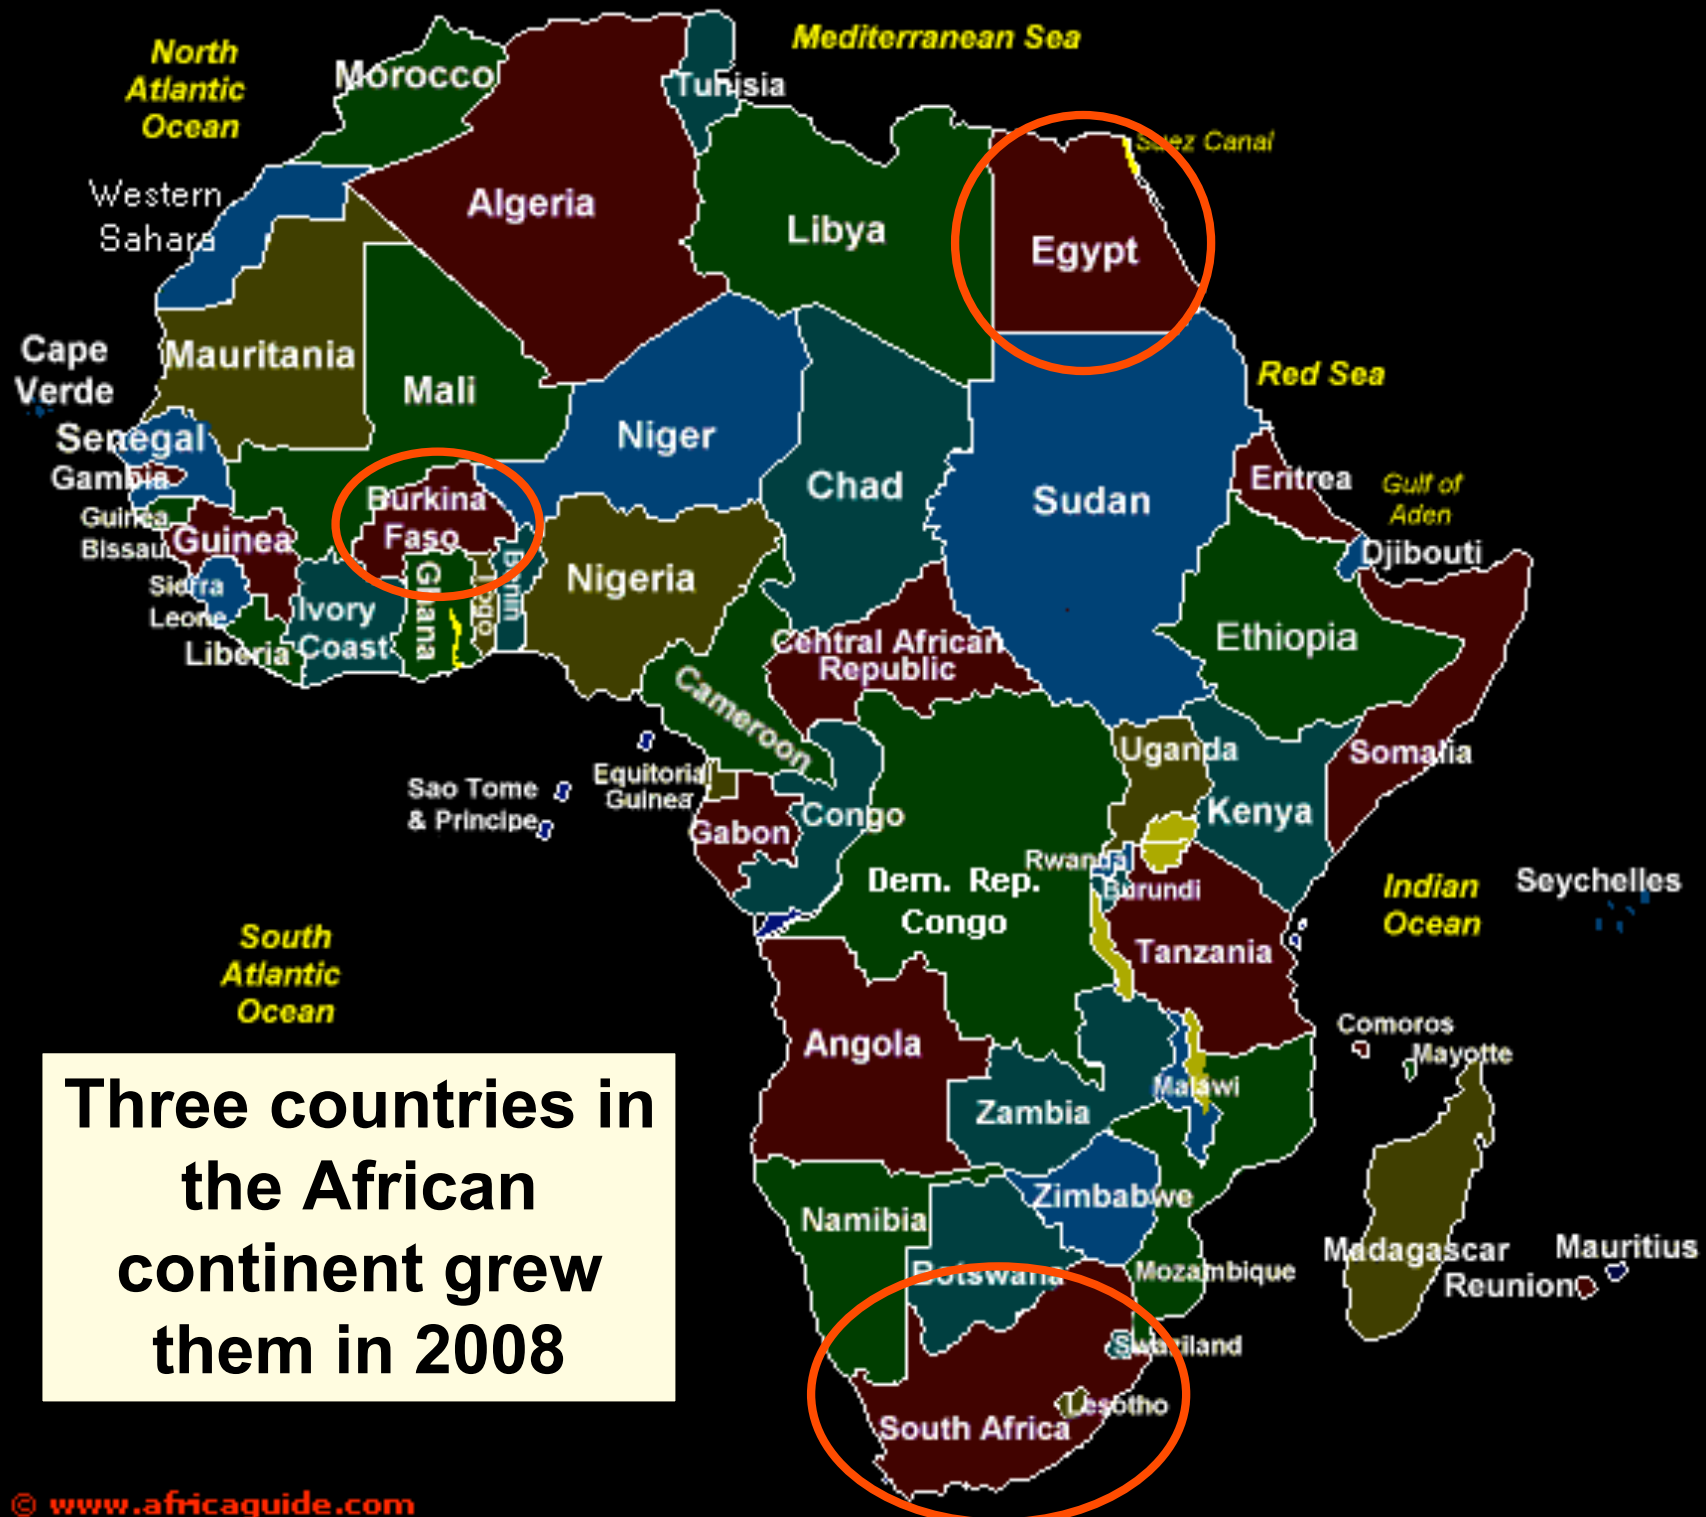 North
Atlantic
Ocean
Mediterranean Sea
Morocco
Tunisia
Suez Canal
Western
Sahara
Algeria
Libya
Egypt
Cape
Verde
Mauritania
Mali
Niger
Chad
Sudan
Red Sea
Senegal
Gambia
Guinea
Bissau
Guinea
Burkina
Faso
Eritrea
Gulf of
Aden
Djibouti
Sierra
Leone
Liberia
Ivory
Coast
Ghana
Togo
Benin
Nigeria
Central African
Republic
Ethiopia
Cameroon
Somalia
Uganda
Kenya
Sao Tome
& Principe
Equitorial
Guinea
Gabon
Congo
Dem. Rep.
Congo
Rwanda
Burundi
Tanzania
Indian
Ocean
Seychelles
South
Atlantic
Ocean
Angola
Zambia
Malawi
Comoros
Mayotte
Three countries in
the African
continent grew
them in 2008
Namibia
Zimbabwe
Botswana
Mozambique
Madagascar
Mauritius
Reunion
Swaziland
Lesotho
South Africa
© www.africaguide.com